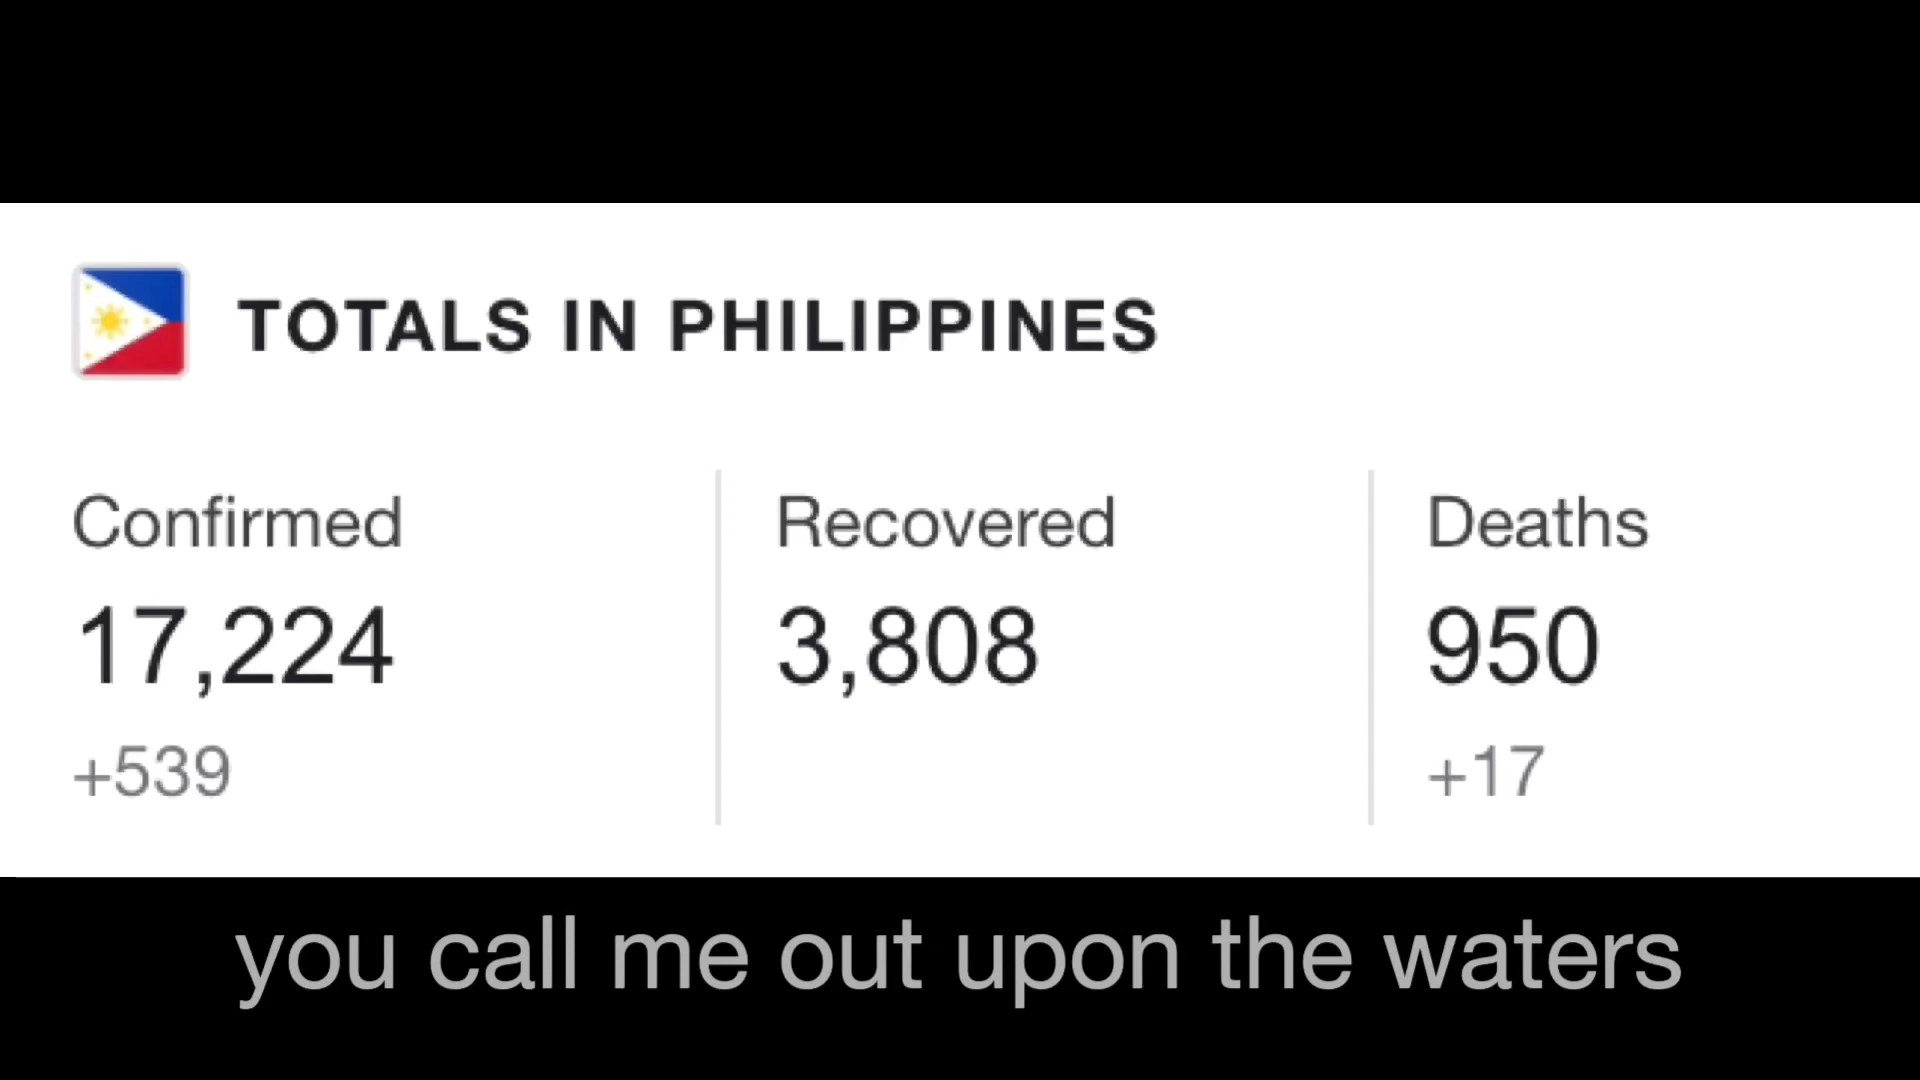 TOTALS IN PHILIPPINES
Confirmed Recovered Deaths
17,224 3,808 950
+539 +17
you call me out upon the waters